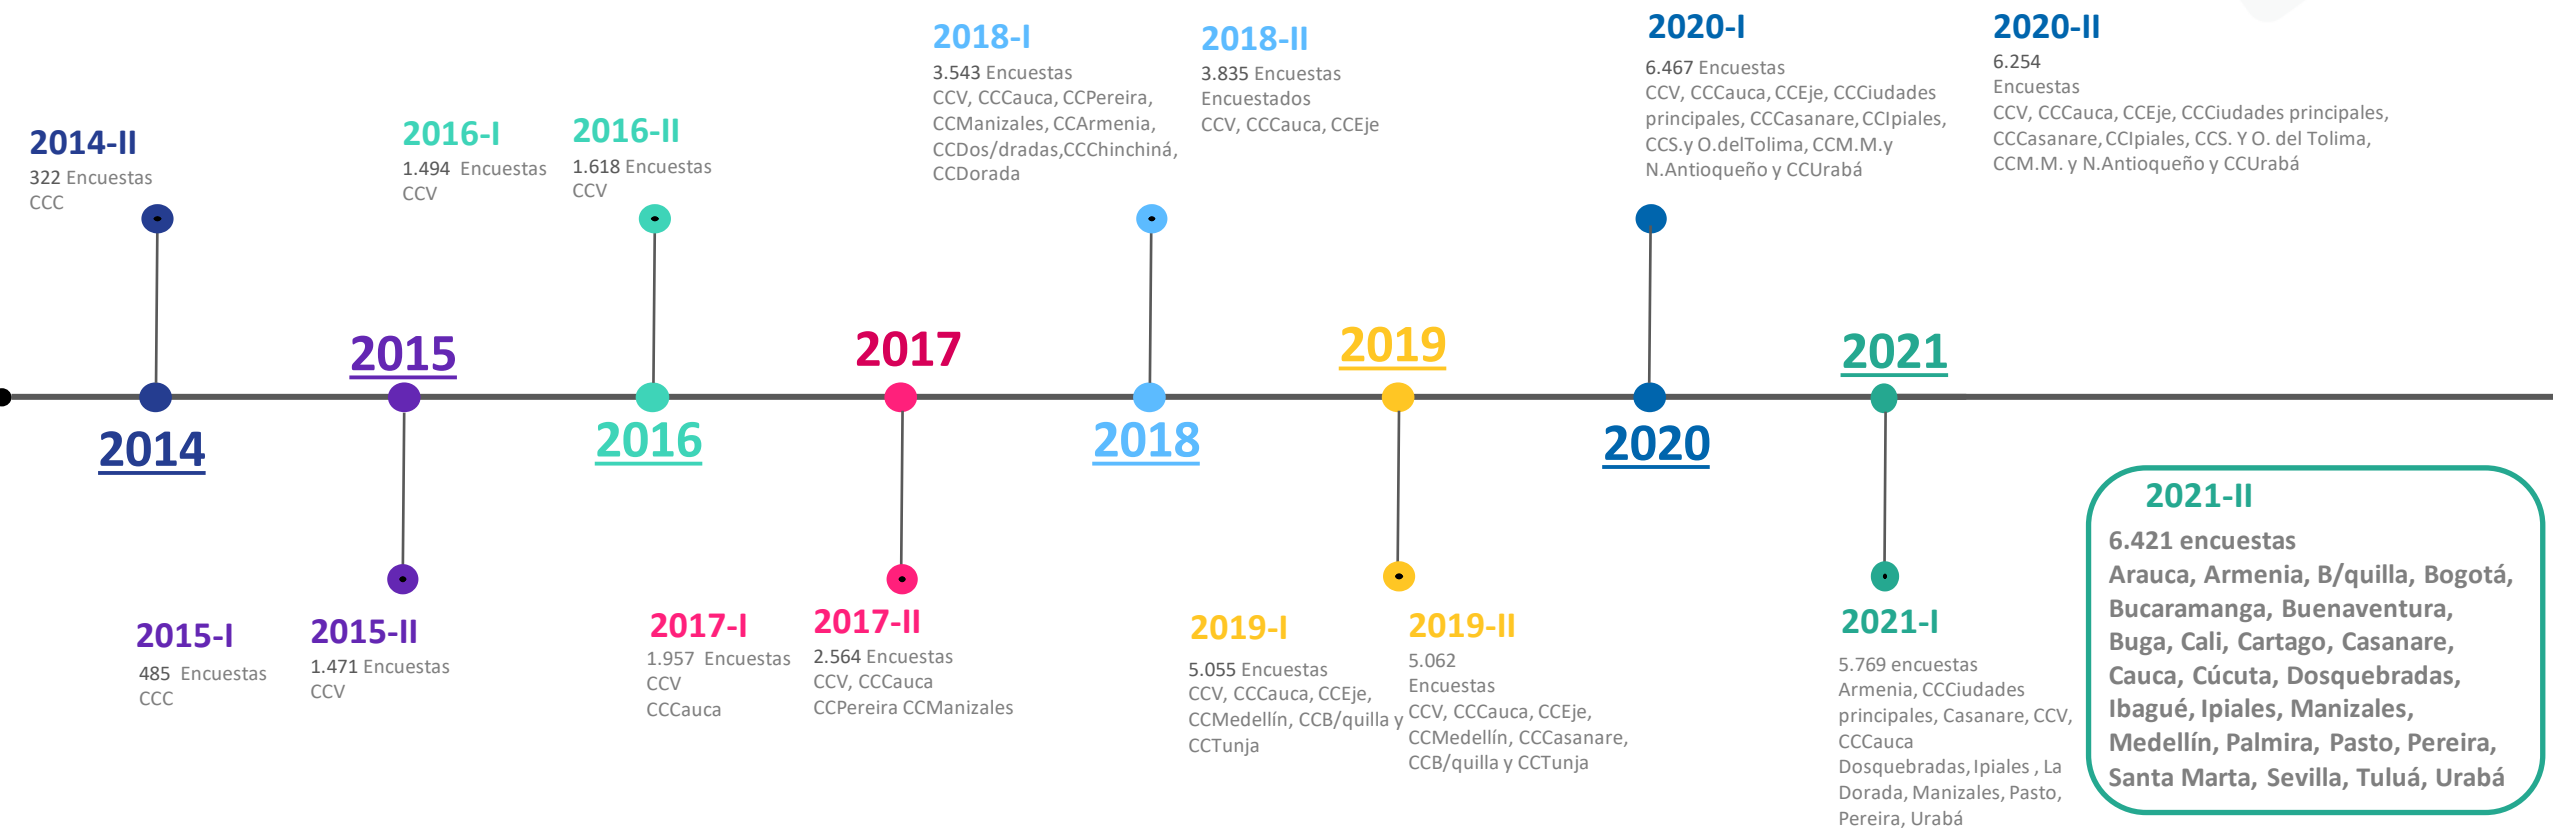 2014-II
322 Encuestas
CCC
2014
2015
2015-I
485 Encuestas
CCC
2015-II
1.471 Encuestas
CCV
2016-I
1.494 Encuestas
CCV
2016-II
1.618 Encuestas
CCV
2016
2017
2017-I
1.957 Encuestas
CCV
CCCauca
2017-II
2.564 Encuestas
CCV, CCCauca
CCPereira CCManizales
2018-I
3.543 Encuestas
CCV, CCCauca, CCPereira,
CCManizales, CCArmenia,
CCDos/dradas,CCChinchiná,
CCDorada
2018-II
3.835 Encuestas
Encuestados
CCV, CCCauca, CCEje
2018
2019
2019-I
5.055 Encuestas
CCV, CCCauca, CCEje,
CCMedellín, CCB/quilla y
CCTunja
2019-II
5.062
Encuestas
CCV, CCCauca, CCEje,
CCMedellín, CCCasanare,
CCB/quilla y CCTunja
2020-I
6.467 Encuestas
CCV, CCCauca, CCEje, CCCiudades
principales, CCCasanare, CCIpiales,
CCS.y O.delTolima, CCM.M.y
N.Antioqueño y CCUrabá
2020-II
6.254
Encuestas
CCV, CCCauca, CCEje, CCCiudades principales,
CCCasanare, CCIpiales, CCS. Y O. del Tolima,
CCM.M. y N.Antioqueño y CCUrabá
2020
2021
2021-I
5.769 encuestas
Armenia, CCCiudades
principales, Casanare, CCV,
CCCauca
Dosquebradas, Ipiales , La
Dorada, Manizales, Pasto,
Pereira, Urabá
2021-II
6.421 encuestas
Arauca, Armenia, B/quilla, Bogotá,
Bucaramanga, Buenaventura,
Buga, Cali, Cartago, Casanare,
Cauca, Cúcuta, Dosquebradas,
Ibagué, Ipiales, Manizales,
Medellín, Palmira, Pasto, Pereira,
Santa Marta, Sevilla, Tuluá, Urabá